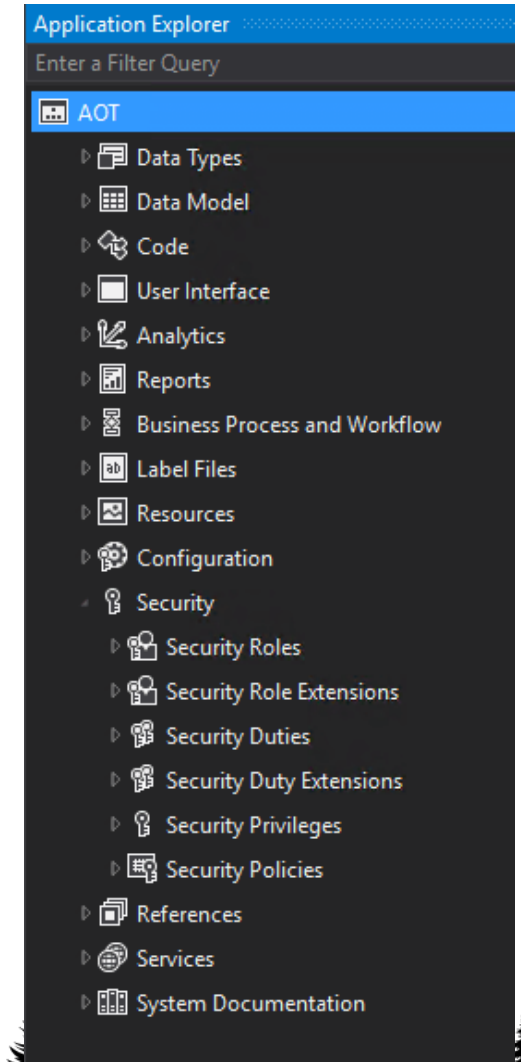 Application Explorer
Enter a Filter Query
AOT
Data Types
Data Model
Code
User Interface
Analytics
Reports
Business Process and Workflow
Label Files
Resources
Configuration
Security
Security Roles
Security Role Extensions
Security Duties
Security Duty Extensions
Security Privileges
Security Policies
References
Services
System Documentation